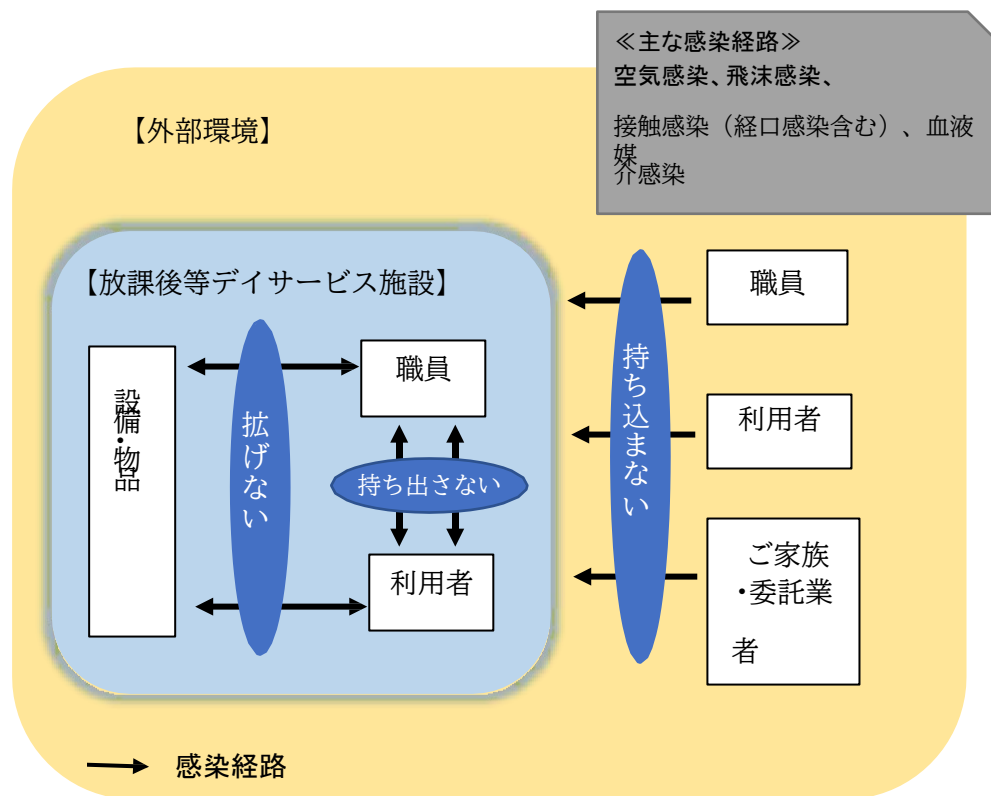 ≪主な感染経路≫
空気感染、飛沫感染、
接触感染（経口感染含む）、血液
媒
介感染
【外部環境】
【放課後等デイサービス施設】
設備・物品
拡げない
職員
持ち出さない
利用者
持ち込まない
職員
利用者
ご家族
・委託業
者
感染経路